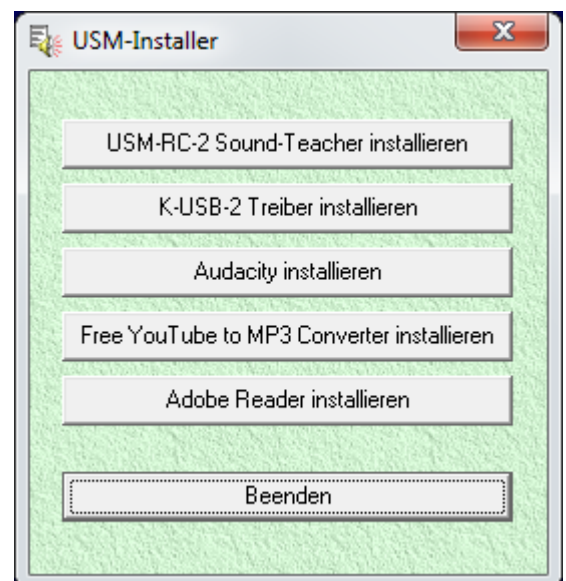 USM-Installer
USM-RC-2 Sound-Teacher installieren
K-USB-2 Treiber installieren
Audacity installieren
Free YouTube to MP3 Converter installieren
Adobe Reader installieren
Beenden